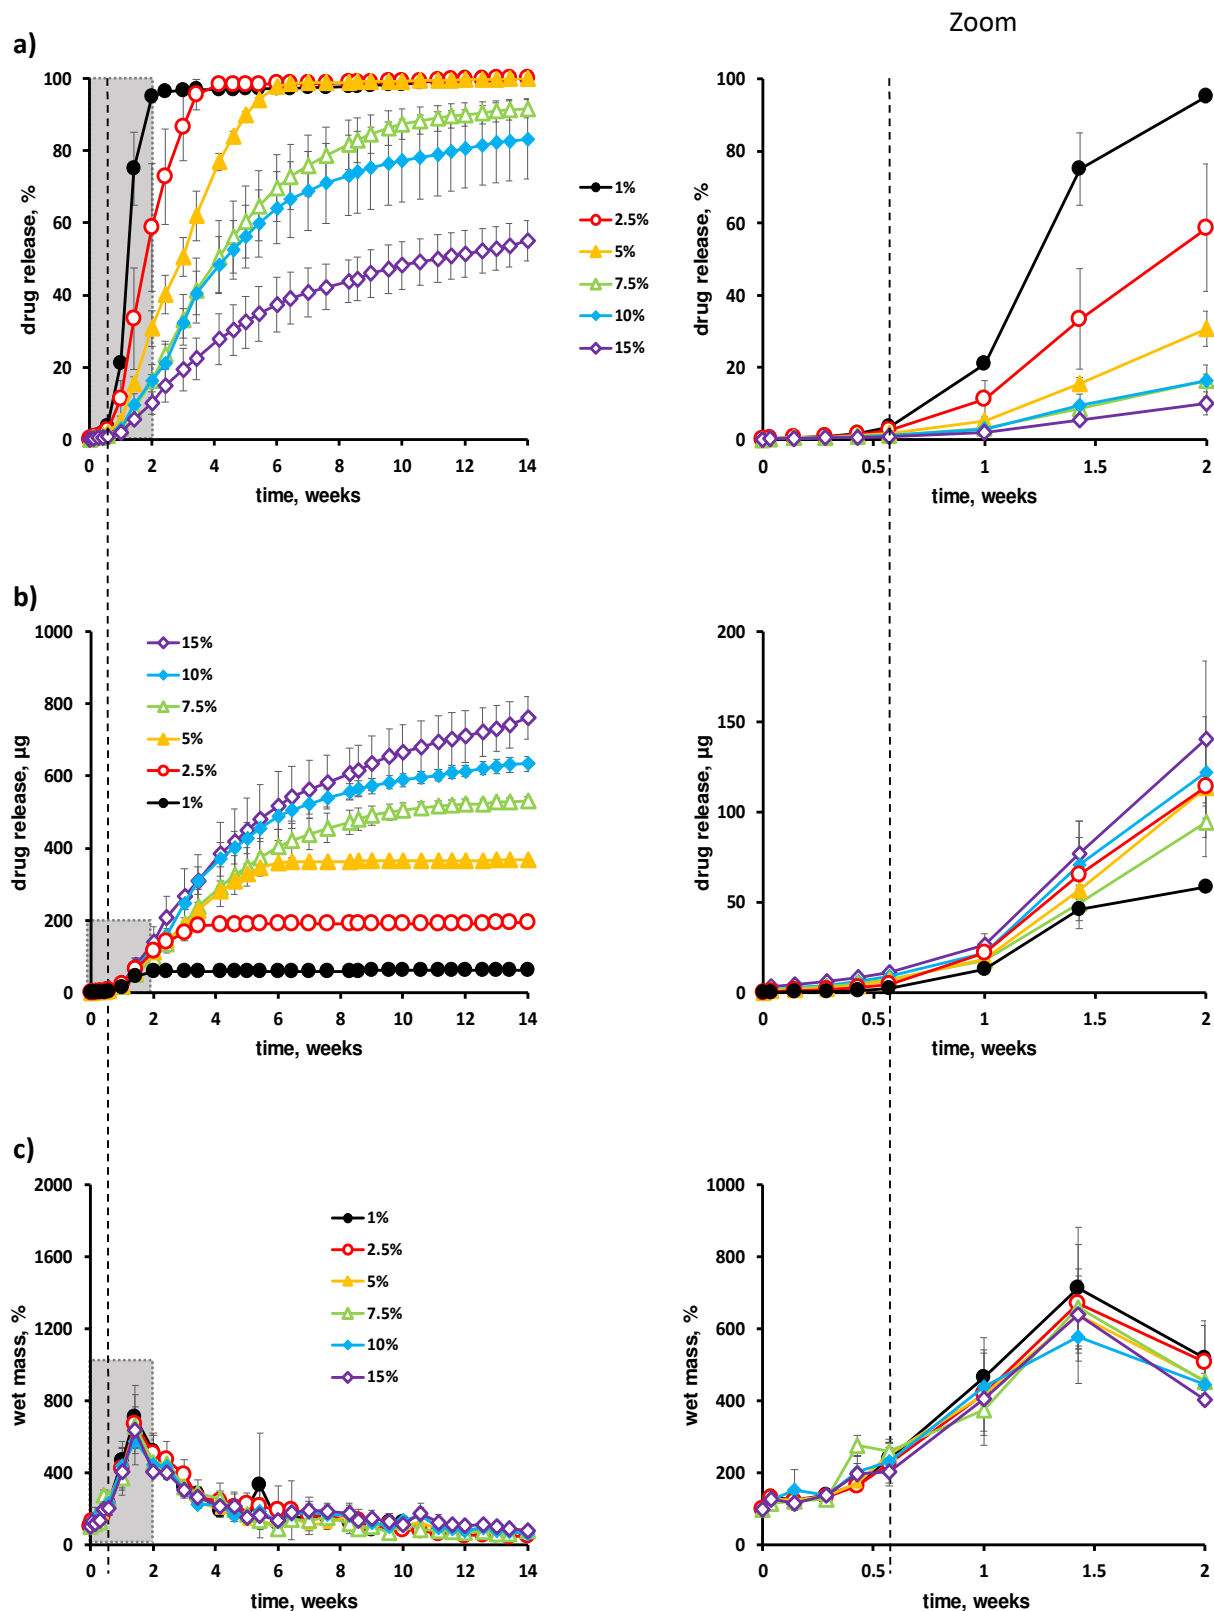 Zoom
a)
100
80
60
40
20
0
drug release, %
0 2 4 6 8 10 12 14
time, weeks
1%
2.5%
5%
7.5%
10%
15%
100
80
60
40
20
0
drug release, %
0 0.5 1 1.5 2
time, weeks
b)
1000
800
600
400
200
0
drug release, µg
15%
10%
7.5%
5%
2.5%
1%
0 2 4 6 8 10 12 14
time, weeks
200
150
100
50
0
drug release, µg
0 0.5 1 1.5 2
time, weeks
c)
2000
1600
1200
800
400
0
wet mass, %
1%
2.5%
5%
7.5%
10%
15%
0 2 4 6 8 10 12 14
time, weeks
1000
800
600
400
200
0
wet mass, %
0 0.5 1 1.5 2
time, weeks